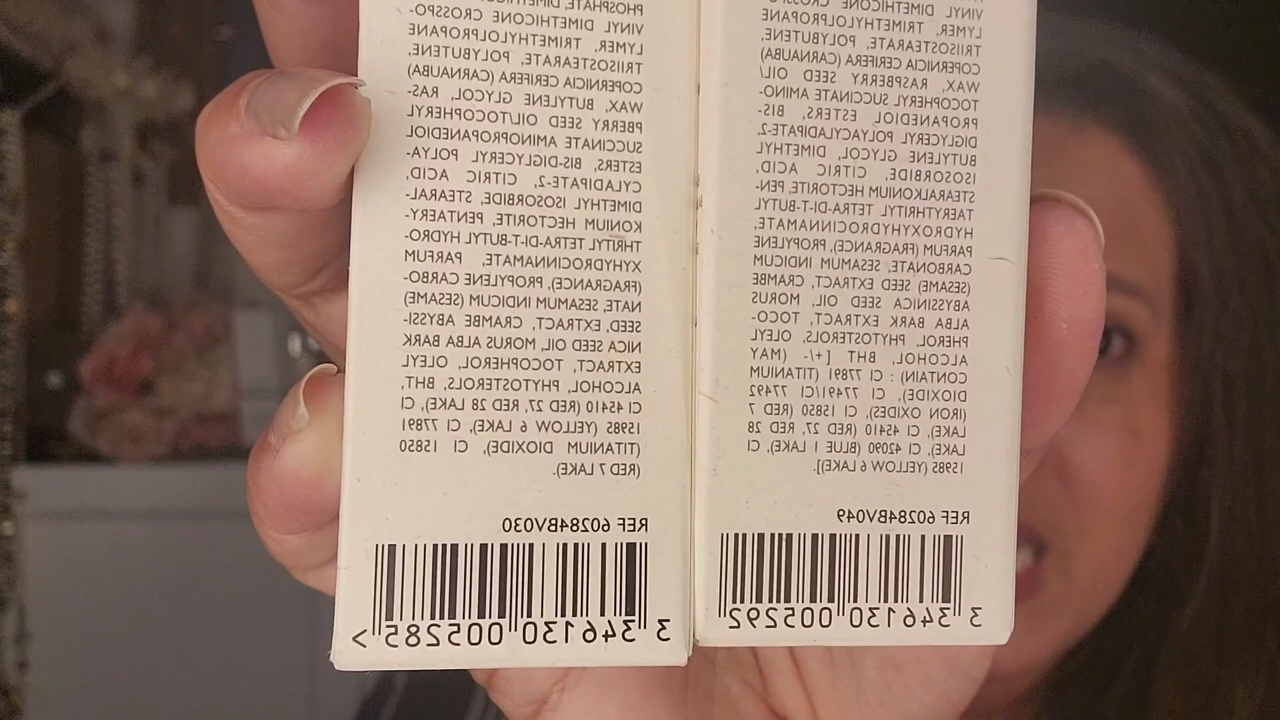 PHOSPHATE,
VINYL DIMETHICONE CROSSPO-
LYMER, TRIMETHYLOLPROPANE
TRIISOSTEARATE, POLYBUTENE,
COPERNICIA CERIFERA (CARNAUBA)
WAX, BUTYLENE GLYCOL, RAS-
PBERRY SEED OIL/TOCOPHERYL
SUCCINATE AMINOPROPANEDIOL
ESTERS, BIS-DIGLYCERYL POLYA-
CYLADIPATE-2, CITRIC ACID,
DIMETHYL ISOSORBIDE, STEARAL-
KONIUM HECTORITE, PENTAERY-
THRITYL TETRA-DI-T-BUTYL HYDRO-
XYHYDROCINNAMATE, PARFUM
(FRAGRANCE), PROPYLENE CARBO-
NATE, SESAMUM INDICUM (SESAME)
SEED, EXTRACT, CRAMBE ABYSSI-
NICA SEED OIL, MORUS ALBA BARK
EXTRACT, TOCOPHEROL, OLEYL
ALCOHOL, PHYTOSTEROLS, BHT,
CI 45410 (RED 27, RED 28 LAKE), CI
15985 (YELLOW 6 LAKE), CI 77891
(TITANIUM DIOXIDE), CI 15850
(RED 7 LAKE).
REF 60284BV030
3 346130 005285 >
VINYL DIMETHICONE CROSSPO-
LYMER, TRIMETHYLOLPROPANE
TRIISOSTEARATE, POLYBUTENE,
COPERNICIA CERIFERA (CARNAUBA)
WAX, RASPBERRY SEED OIL/
TOCOPHERYL SUCCINATE AMINO-
PROPANEDIOL ESTERS, BIS-
DIGLYCERYL POLYACYLADIPATE-2,
BUTYLENE GLYCOL, DIMETHYL
ISOSORBIDE, CITRIC ACID,
STEARALKONIUM HECTORITE, PEN-
TAERYTHRITYL TETRA-DI-T-BUTYL
HYDROXYHYDROCINNAMATE,
PARFUM (FRAGRANCE), PROPYLENE
CARBONATE, SESAMUM INDICUM
(SESAME) SEED EXTRACT, CRAMBE
ABYSSINICA SEED OIL, MORUS
ALBA BARK EXTRACT, TOCO-
PHEROL, PHYTOSTEROLS, OLEYL
ALCOHOL, BHT [+/- (MAY
CONTAIN) : CI 77891 (TITANIUM
DIOXIDE), CI 77491/CI 77492
(IRON OXIDES), CI 15850 (RED 7
LAKE), CI 45410 (RED 27, RED 28
LAKE), CI 42090 (BLUE 1 LAKE), CI
15985 (YELLOW 6 LAKE)].
REF 60284BV049
3 346130 005292